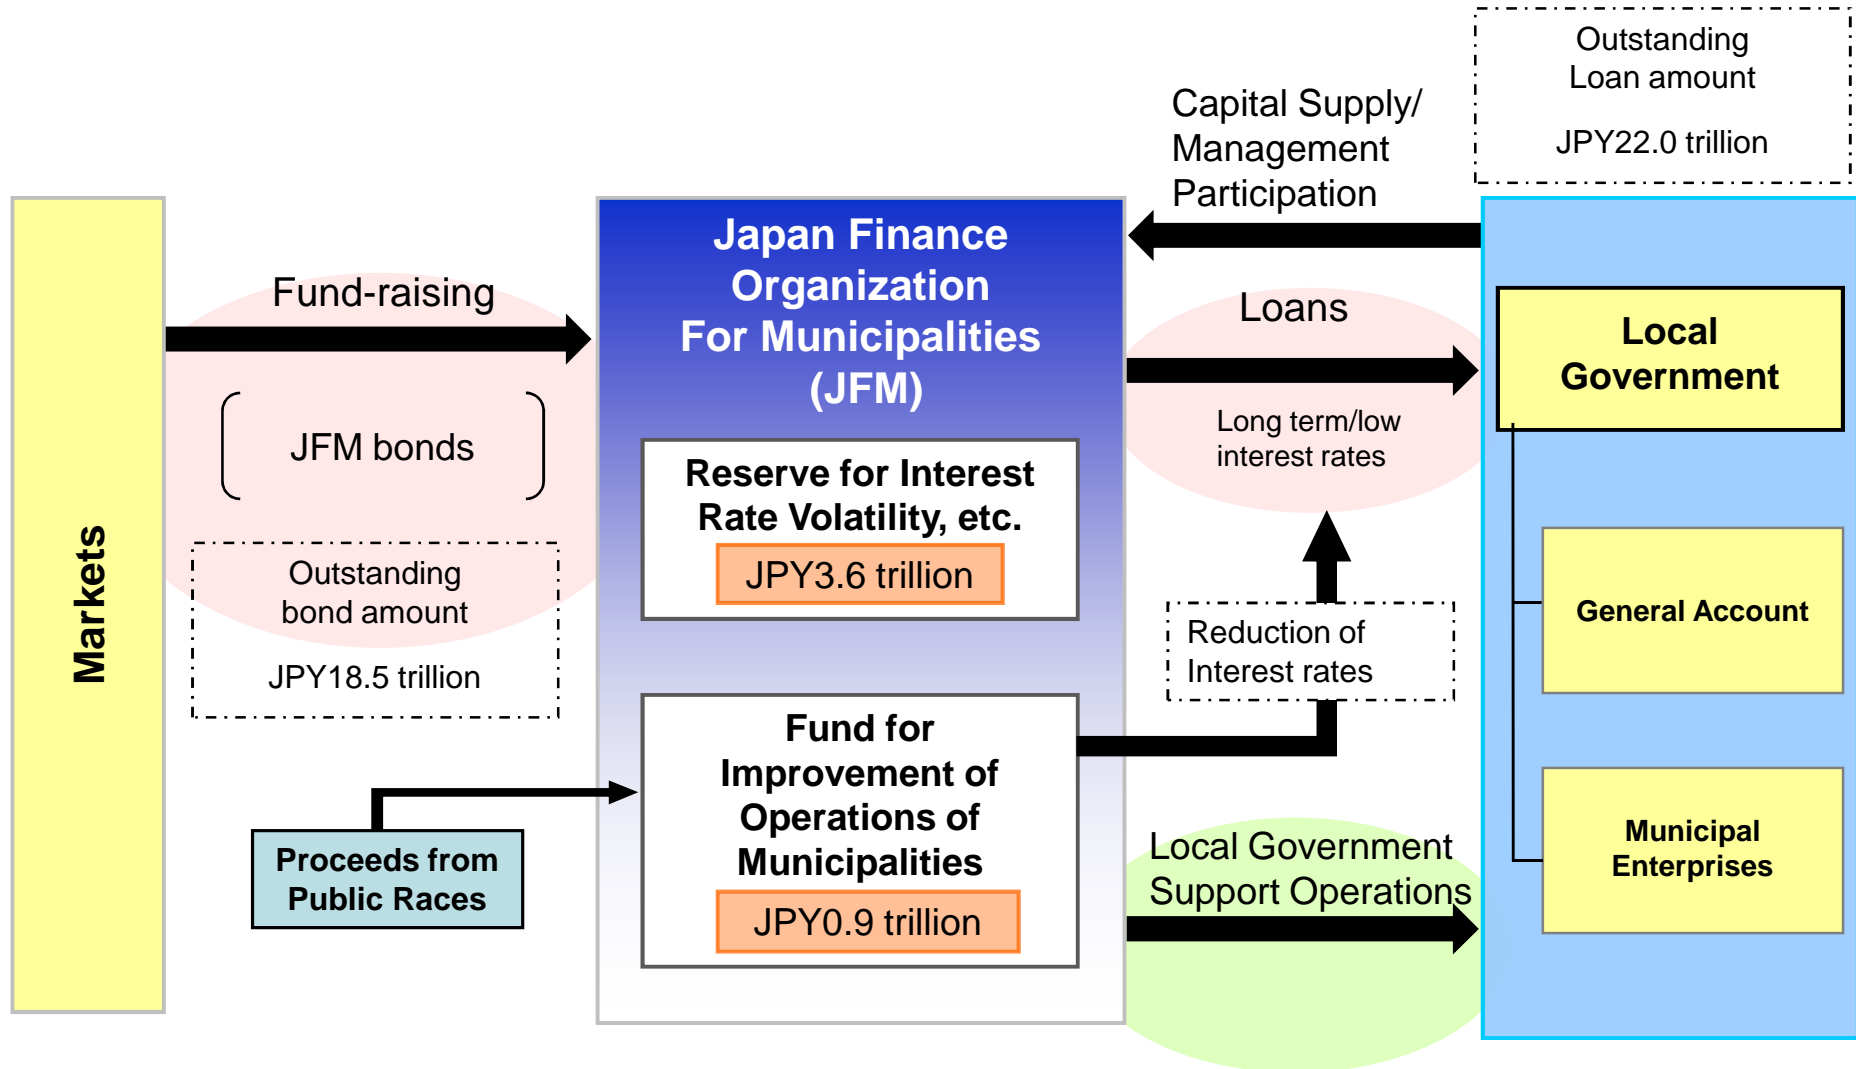 Outstanding
Loan amount
JPY22.0 trillion
Capital Supply/
Management
Participation
Markets
Fund-raising
JFM bonds
Outstanding
bond amount
JPY18.5 trillion
Proceeds from
Public Races
Japan Finance
Organization
For Municipalities
(JFM)
Reserve for Interest
Rate Volatility, etc.
JPY3.6 trillion
Fund for
Improvement of
Operations of
Municipalities
JPY0.9 trillion
Loans
Long term/low
interest rates
Reduction of
Interest rates
Local Government
Support Operations
Local
Government
General Account
Municipal
Enterprises